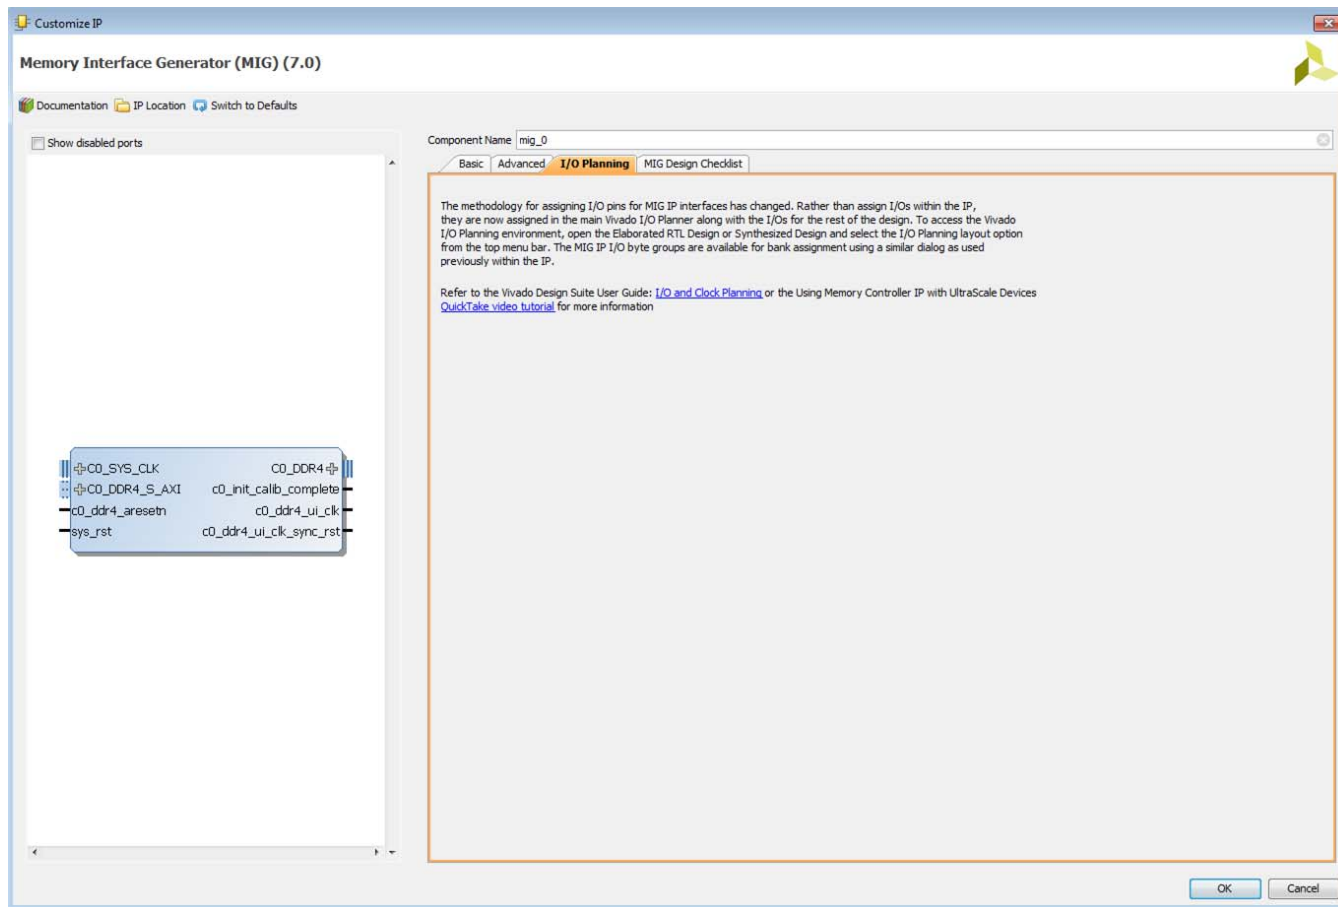 Customize IP
Memory Interface Generator (MIG) (7.0)
Documentation IP Location Switch to Defaults
Show disabled ports
Component Name mig_0
Basic Advanced I/O Planning MIG Design Checklist
The methodology for assigning I/O pins for MIG IP interfaces has changed. Rather than assign I/Os within the IP,
they are now assigned in the main Vivado I/O Planner along with the I/Os for the rest of the design. To access the Vivado
I/O Planning environment, open the Elaborated RTL Design or Synthesized Design and select the I/O Planning layout option
from the top menu bar. The MIG IP I/O byte groups are available for bank assignment using a similar dialog as used
previously within the IP.
Refer to the Vivado Design Suite User Guide: I/O and Clock Planning or the Using Memory Controller IP with UltraScale Devices
QuickTake video tutorial for more information
C0_SYS_CLK C0_DDR4
C0_DDR4_S_AXI c0_init_calib_complete
c0_ddr4_aresetn c0_ddr4_ui_clk
sys_rst c0_ddr4_ui_clk_sync_rst
OK Cancel